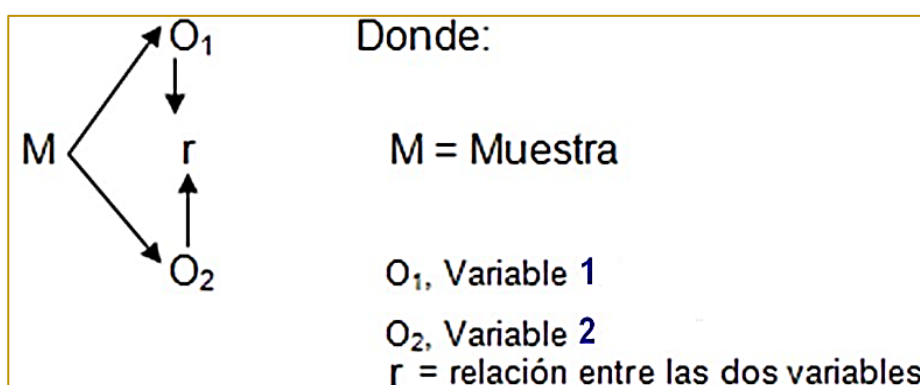 O₁ Donde:
M r M = Muestra
O₂ O₁, Variable 1
O₂, Variable 2
r = relación entre las dos variables